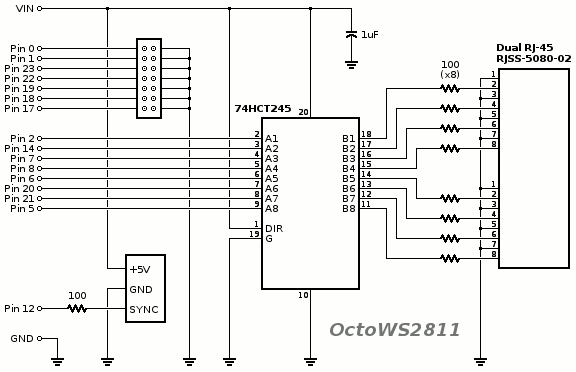 VIN
1uF
Pin 0
Pin 1
Pin 23
Pin 22
Pin 19
Pin 18
Pin 17
Dual RJ-45
RJSS-5080-02
100
(x8)
1
2
3
4
5
6
7
8
74HCT245
20
Pin 2 2 A1 B1 18
Pin 14 3 A2 B2 17
Pin 7 4 A3 B3 16
Pin 8 5 A4 B4 15
Pin 6 6 A5 B5 14
Pin 20 7 A6 B6 13
Pin 21 8 A7 B7 12
Pin 5 9 A8 B8 11
1 DIR
19 G
10
1
2
3
4
5
6
7
8
+5V
GND
SYNC
100
Pin 12
GND
OctoWS2811